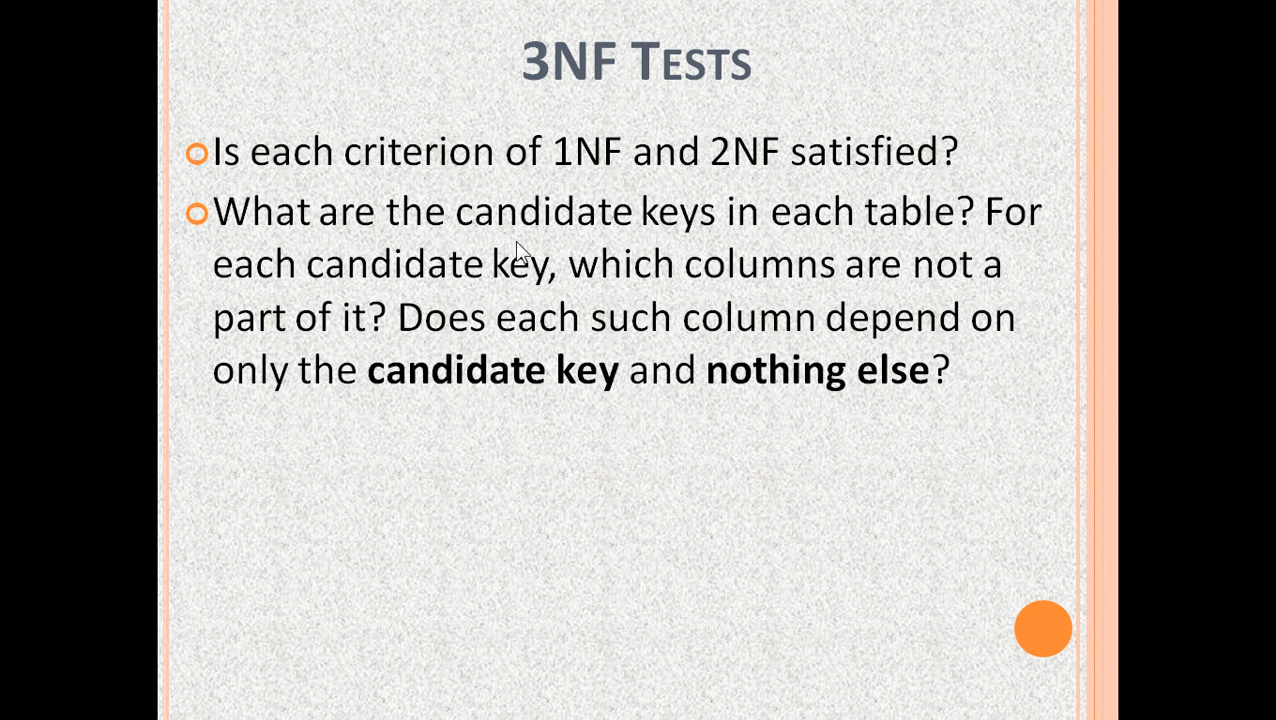 3NF TESTS
Is each criterion of 1NF and 2NF satisfied?
What are the candidate keys in each table? For
each candidate key, which columns are not a
part of it? Does each such column depend on
only the candidate key and nothing else?